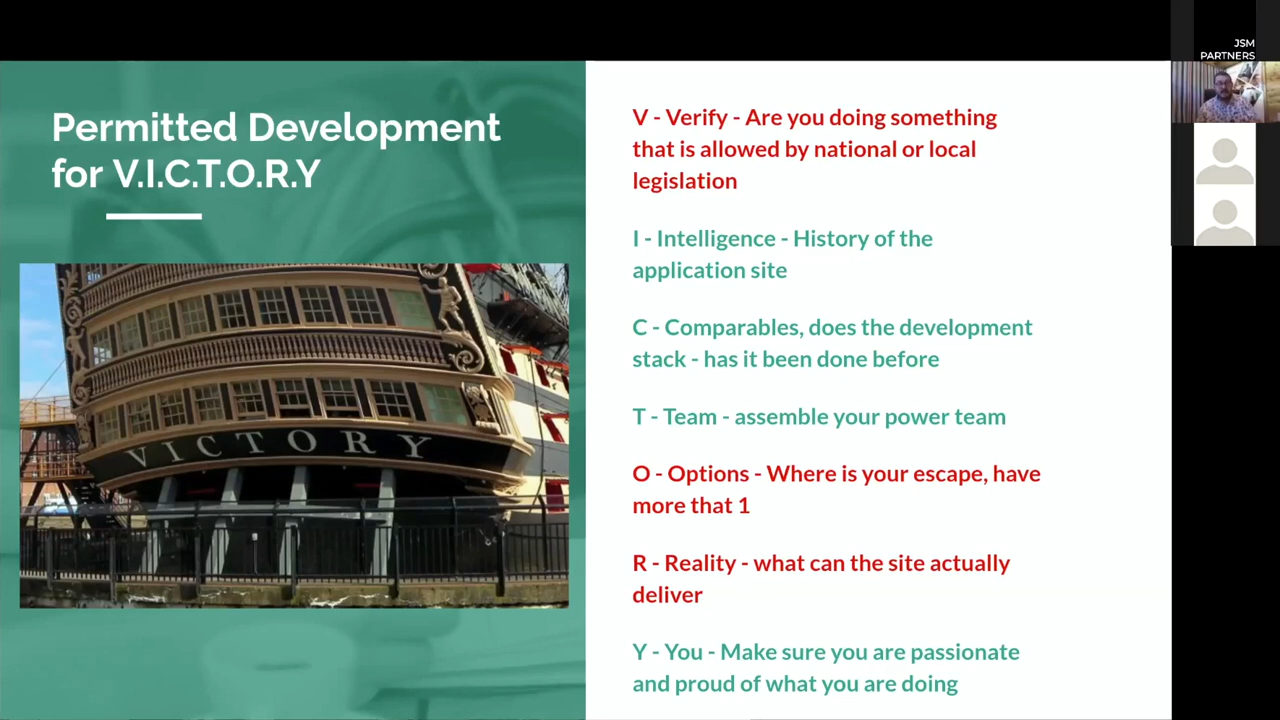 JSM
PARTNERS
Permitted Development
for V.I.C.T.O.R.Y
VICTORY
V - Verify - Are you doing something
that is allowed by national or local
legislation
I - Intelligence - History of the
application site
C - Comparables, does the development
stack - has it been done before
T - Team - assemble your power team
O - Options - Where is your escape, have
more that 1
R - Reality - what can the site actually
deliver
Y - You - Make sure you are passionate
and proud of what you are doing